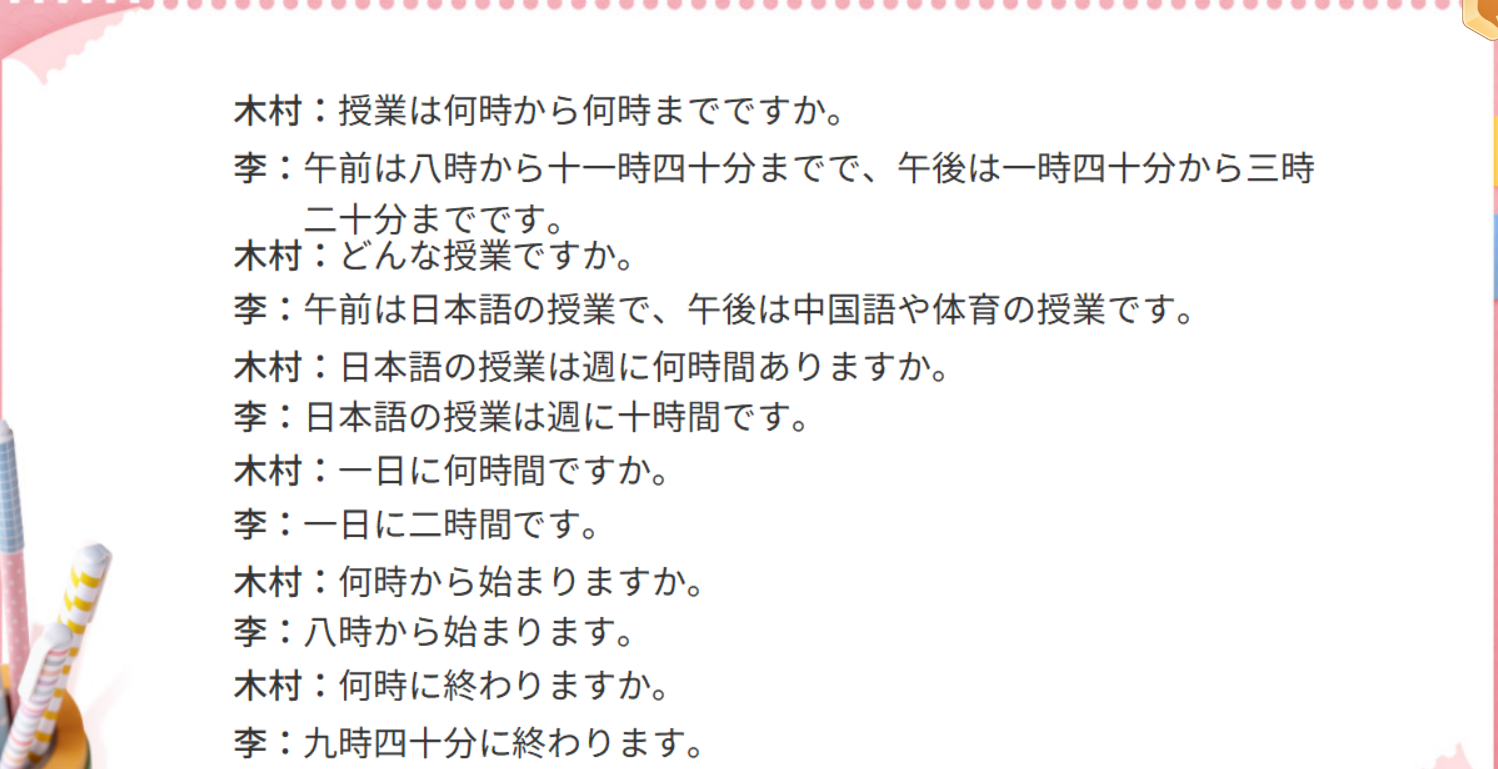 木村：授業は何時から何時までですか。
李：午前は八時から十一時四十分までで、午後は一時四十分から三時
二十分までです。
木村：どんな授業ですか。
李：午前は日本語の授業で、午後は中国語や体育の授業です。
木村：日本語の授業は週に何時間ありますか。
李：日本語の授業は週に十時間です。
木村：一日に何時間ですか。
李：一日に二時間です。
木村：何時から始まりますか。
李：八時から始まります。
木村：何時に終わりますか。
李：九時四十分に終わります。